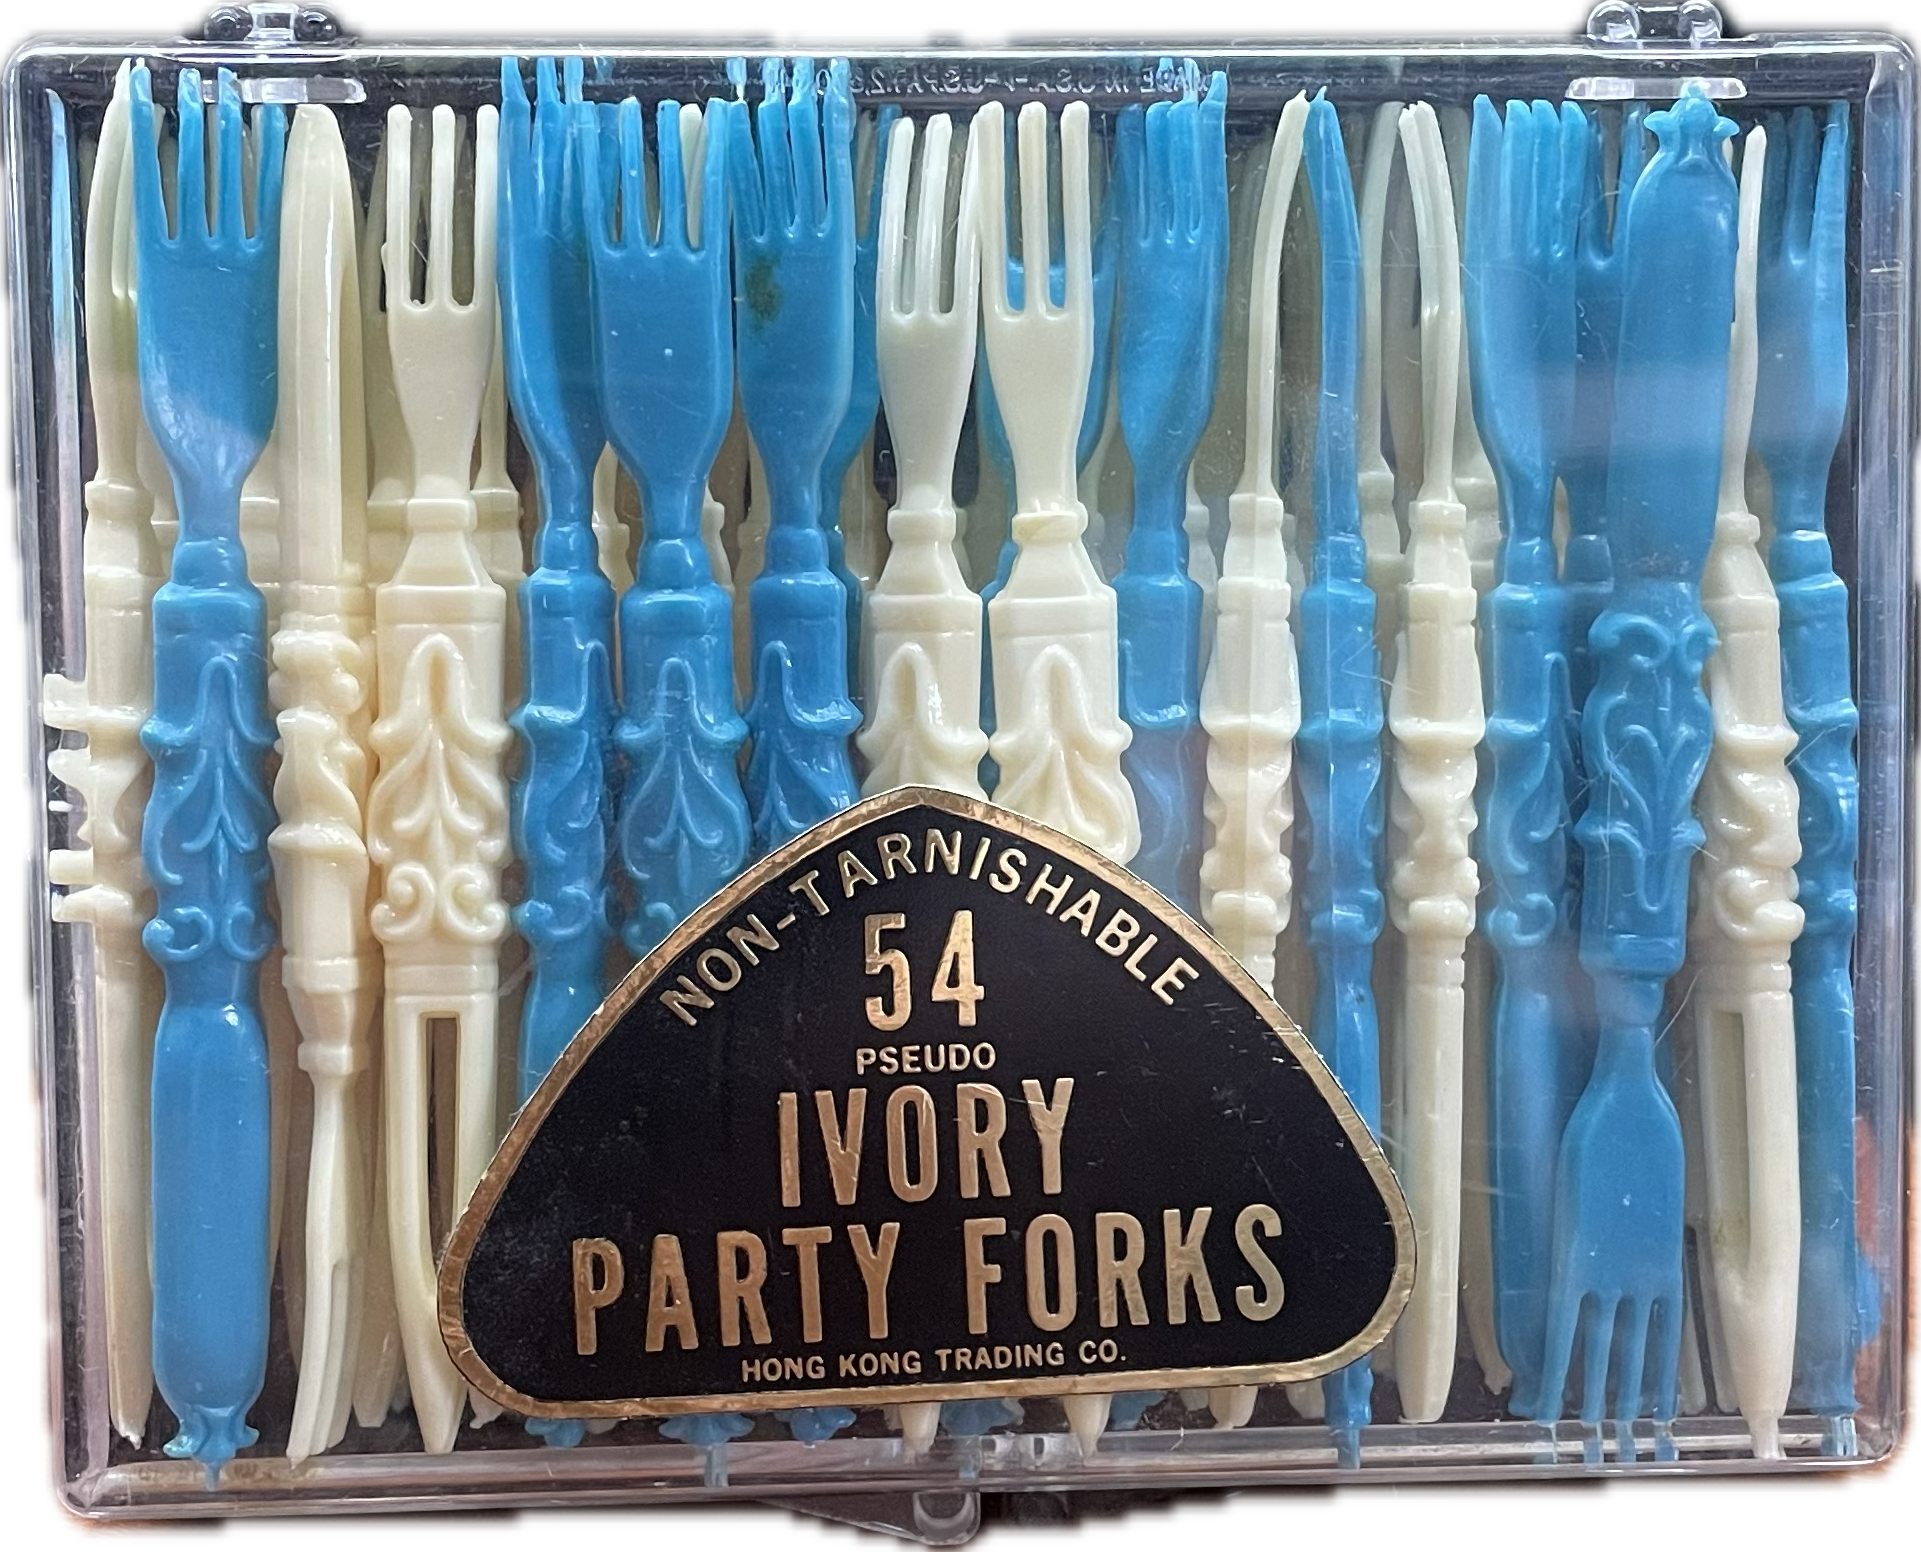 NON-TARNISHABLE
54
PSEUDO
IVORY
PARTY FORKS
HONG KONG TRADING CO.